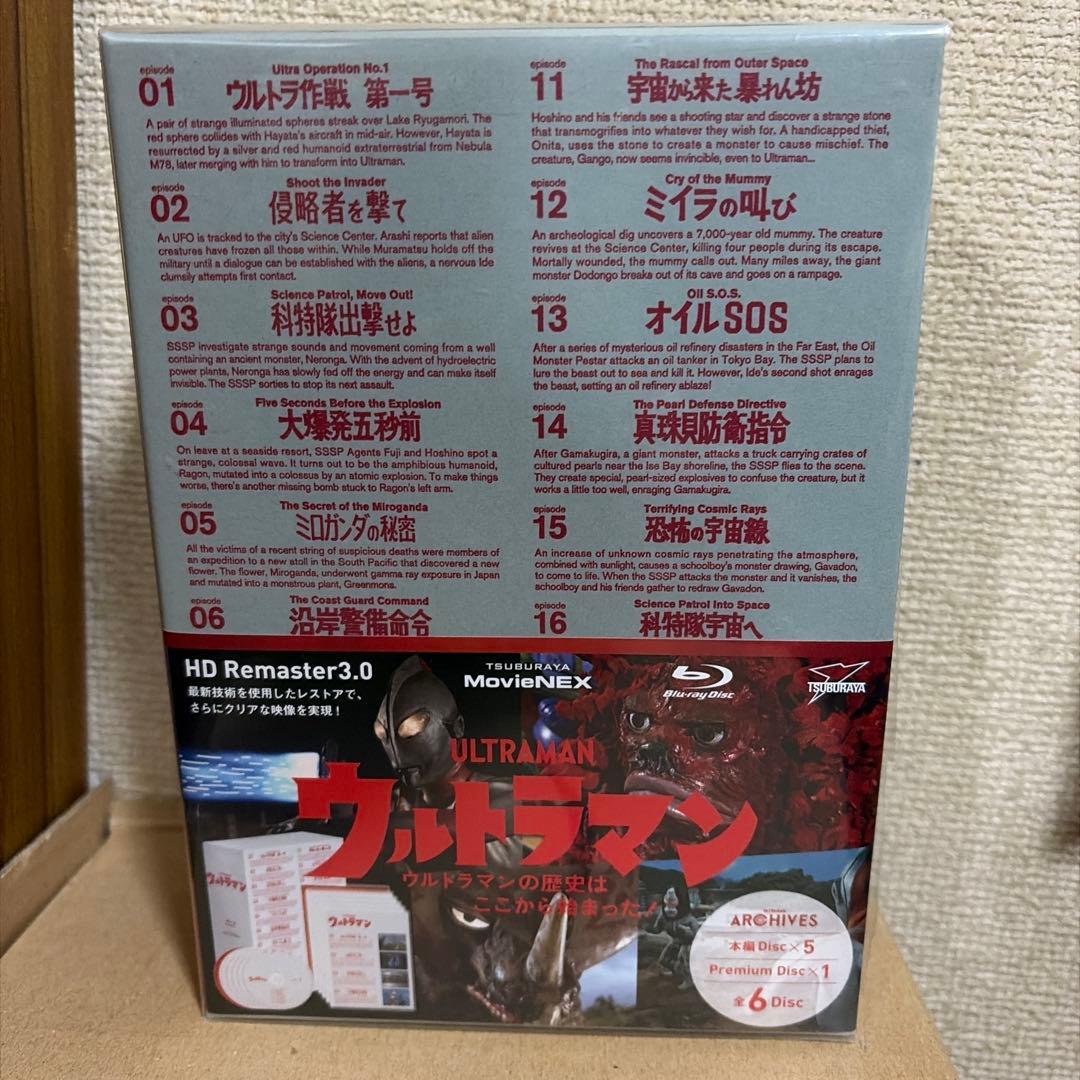 episode
01
Ultra Operation No.1
ウルトラ作戦 第一号
A pair of strange illuminated spheres streak over Lake Ryugamori. The
red sphere collides with Hayata's aircraft in mid-air. However, Hayata is
resurrected by a silver and red humanoid extraterrestrial from Nebula
M78, later merging with him to transform into Ultraman.
episode
02
Shoot the Invader
侵略者を撃て
An UFO is tracked to the city's Science Center. Arashi reports that alien
creatures have frozen all those within. While Muramatsu holds off the
military until a dialogue can be established with the aliens, a nervous Ide
clumsily attempts first contact.
episode
03
Science Patrol, Move Out!
科特隊出撃せよ
SSSP investigate strange sounds and movement coming from a well
containing an ancient monster, Neronga. With the advent of hydroelectric
power plants, Neronga has slowly fed off the energy and can make itself
invisible. The SSSP sorties to stop its next assault.
episode
04
Five Seconds Before the Explosion
大爆発五秒前
On leave at a seaside resort, SSSP Agents Fuji and Hoshino spot a
strange, colossal wave. It turns out to be the amphibious humanoid,
Ragon, mutated into a colossus by an atomic explosion. To make things
worse, there's another missing bomb stuck to Ragon's left arm.
episode
05
The Secret of the Miroganda
ミロガンダの秘密
All the victims of a recent string of suspicious deaths were members of
an expedition to a new atoll in the South Pacific that discovered a new
flower. The flower, Miroganda, underwent gamma ray exposure in Japan
and mutated into a monstrous plant, Greenmons.
episode
06
The Coast Guard Command
沿岸警備命令
episode
11
The Rascal from Outer Space
宇宙から来た暴れん坊
Hoshino and his friends see a shooting star and discover a strange stone
that transmogrifies into whatever they wish for. A handicapped thief,
Onita, uses the stone to create a monster to cause mischief. The
creature, Gango, now seems invincible, even to Ultraman...
episode
12
Cry of the Mummy
ミイラの叫び
An archeological dig uncovers a 7,000-year old mummy. The creature
revives at the Science Center, killing four people during its escape.
Mortally wounded, the mummy calls out. Many miles away, the giant
monster Dodongo breaks out of its cave and goes on a rampage.
episode
13
Oil S.O.S.
オイルSOS
After a series of mysterious oil refinery disasters in the Far East, the Oil
Monster Pestar attacks an oil tanker in Tokyo Bay. The SSSP plans to
lure the beast out to sea and kill it. However, Ide's second shot enrages
the beast, setting an oil refinery ablaze!
episode
14
The Pearl Defense Directive
真珠貝防衛指令
After Gamakugira, a giant monster, attacks a truck carrying crates of
cultured pearls near the Ise Bay shoreline, the SSSP flies to the scene.
They create special, pearl-sized explosives to confuse the creature, but it
works a little too well, enraging Gamakugira.
episode
15
Terrifying Cosmic Rays
恐怖の宇宙線
An increase of unknown cosmic rays penetrating the atmosphere,
combined with sunlight, causes a schoolboy's monster drawing, Gavadon,
to come to life. When the SSSP attacks the monster and it vanishes, the
schoolboy and his friends gather to redraw Gavadon.
episode
16
Science Patrol Into Space
科特隊宇宙へ
HD Remaster3.0
最新技術を使用したレストアで、
さらにクリアな映像を実現！
TSUBURAYA
MovieNEX
Blu-ray Disc
TSUBURAYA
ULTRAMAN
ウルトラマン
ウルトラマンの歴史は
ここから始まった！
ウルトラマン
ウルトラマン
ULTRAMAN
ARCHIVES
本編Disc×5
Premium Disc×1
全6Disc